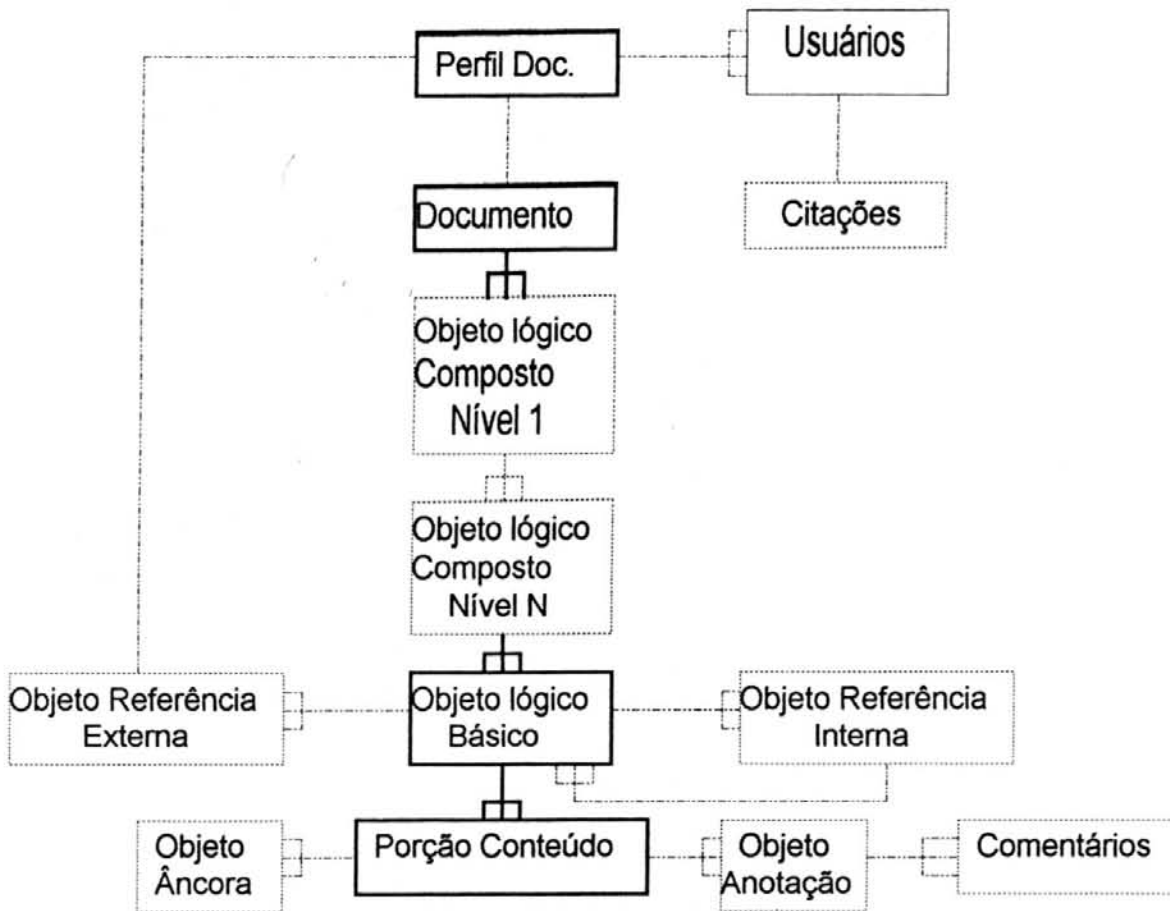 Perfil Doc.
Usuários
Documento
Citações
Objeto lógico
Composto
Nível 1
Objeto lógico
Composto
Nível N
Objeto Referência
Externa
Objeto lógico
Básico
Objeto Referência
Interna
Objeto
Âncora
Porção Conteúdo
Objeto
Anotação
Comentários